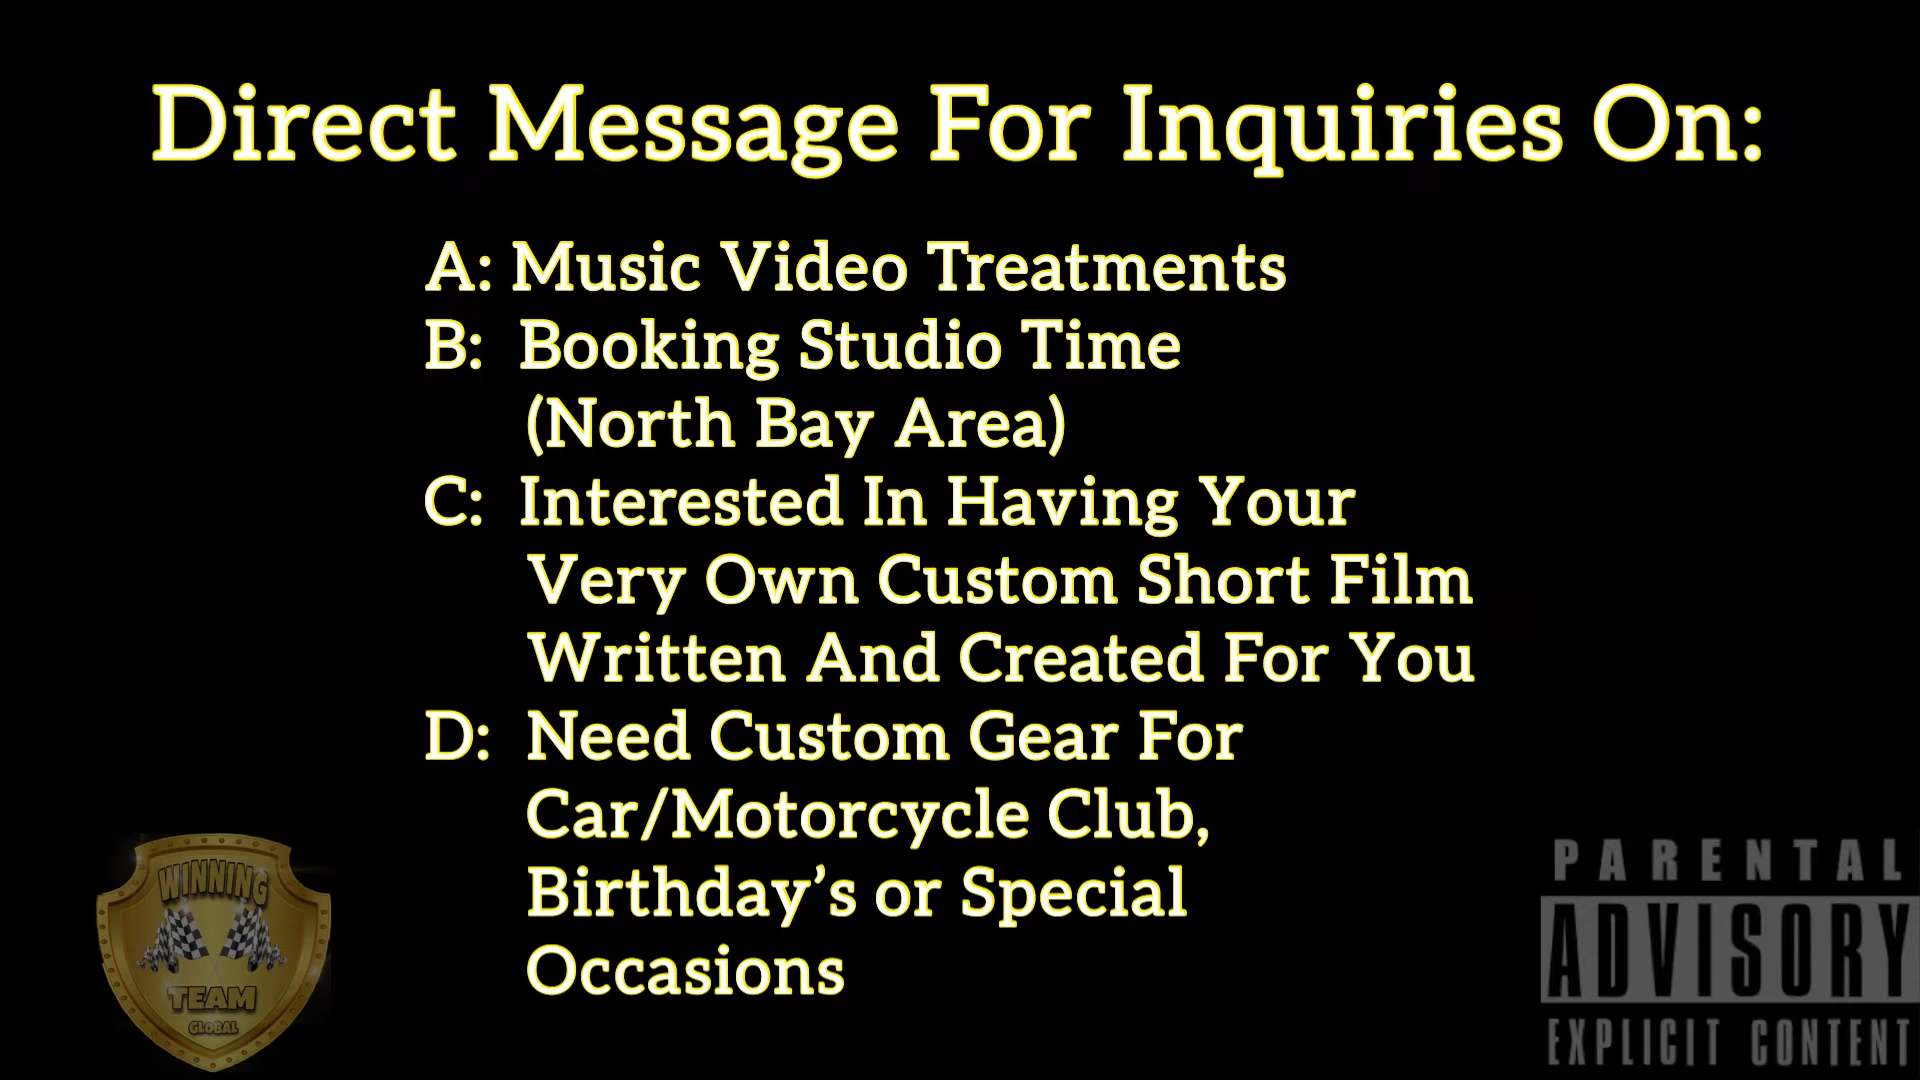 Direct Message For Inquiries On:
A: Music Video Treatments
B: Booking Studio Time
(North Bay Area)
C: Interested In Having Your
Very Own Custom Short Film
Written And Created For You
D: Need Custom Gear For
Car/Motorcycle Club,
Birthday’s or Special
Occasions
WINNING
TEAM
GLOBAL
PARENTAL
ADVISORY
EXPLICIT CONTENT